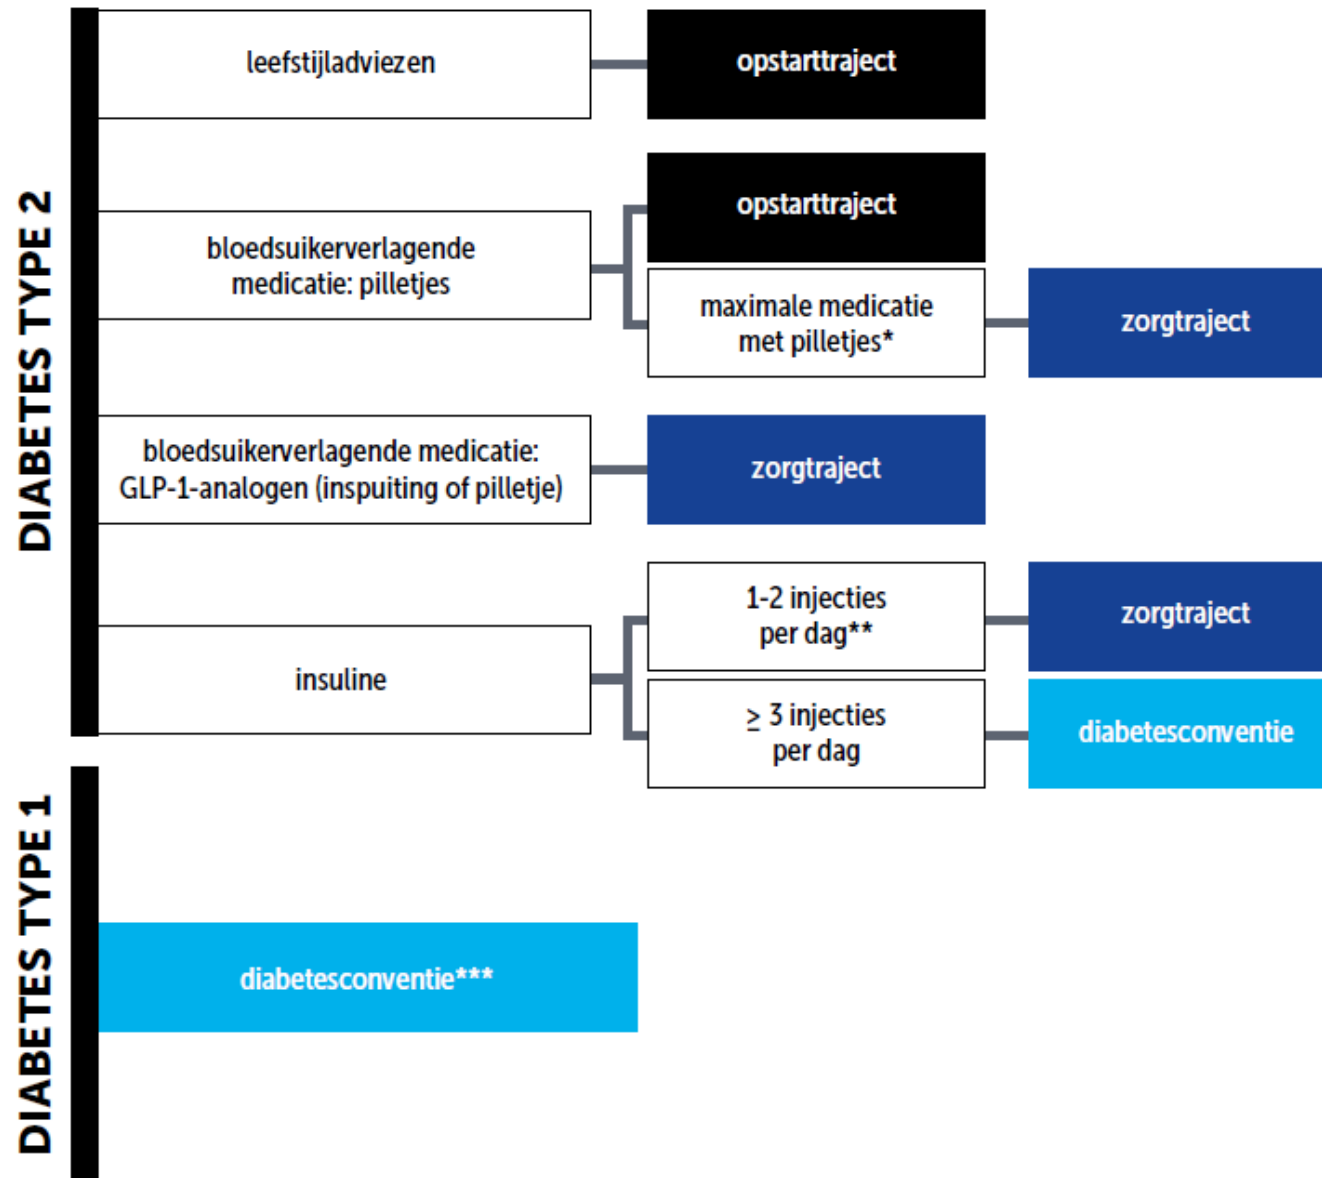 DIABETES TYPE 2
leefstijladviezen
opstarttraject
bloedsuikerverlagende
medicatie: pilletjes
opstarttraject
maximale medicatie
met pilletjes*
zorgtraject
bloedsuikerverlagende medicatie:
GLP-1-analogen (inspuiting of pilletje)
zorgtraject
insuline
1-2 injecties
per dag**
zorgtraject
≥ 3 injecties
per dag
diabetesconventie
DIABETES TYPE 1
diabetesconventie***